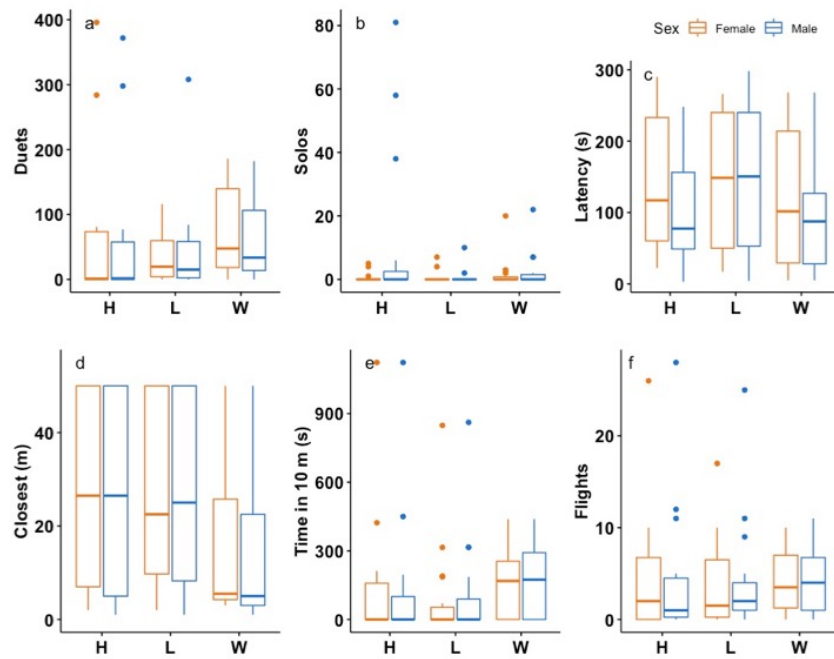 a
Duets
400
300
200
100
0
H L W
b
Solos
80
60
40
20
0
H L W
Sex Female Male
c
Latency (s)
300
200
100
0
H L W
d
Closest (m)
40
20
0
H L W
e
Time in 10 m (s)
900
600
300
0
H L W
f
Flights
20
10
0
H L W